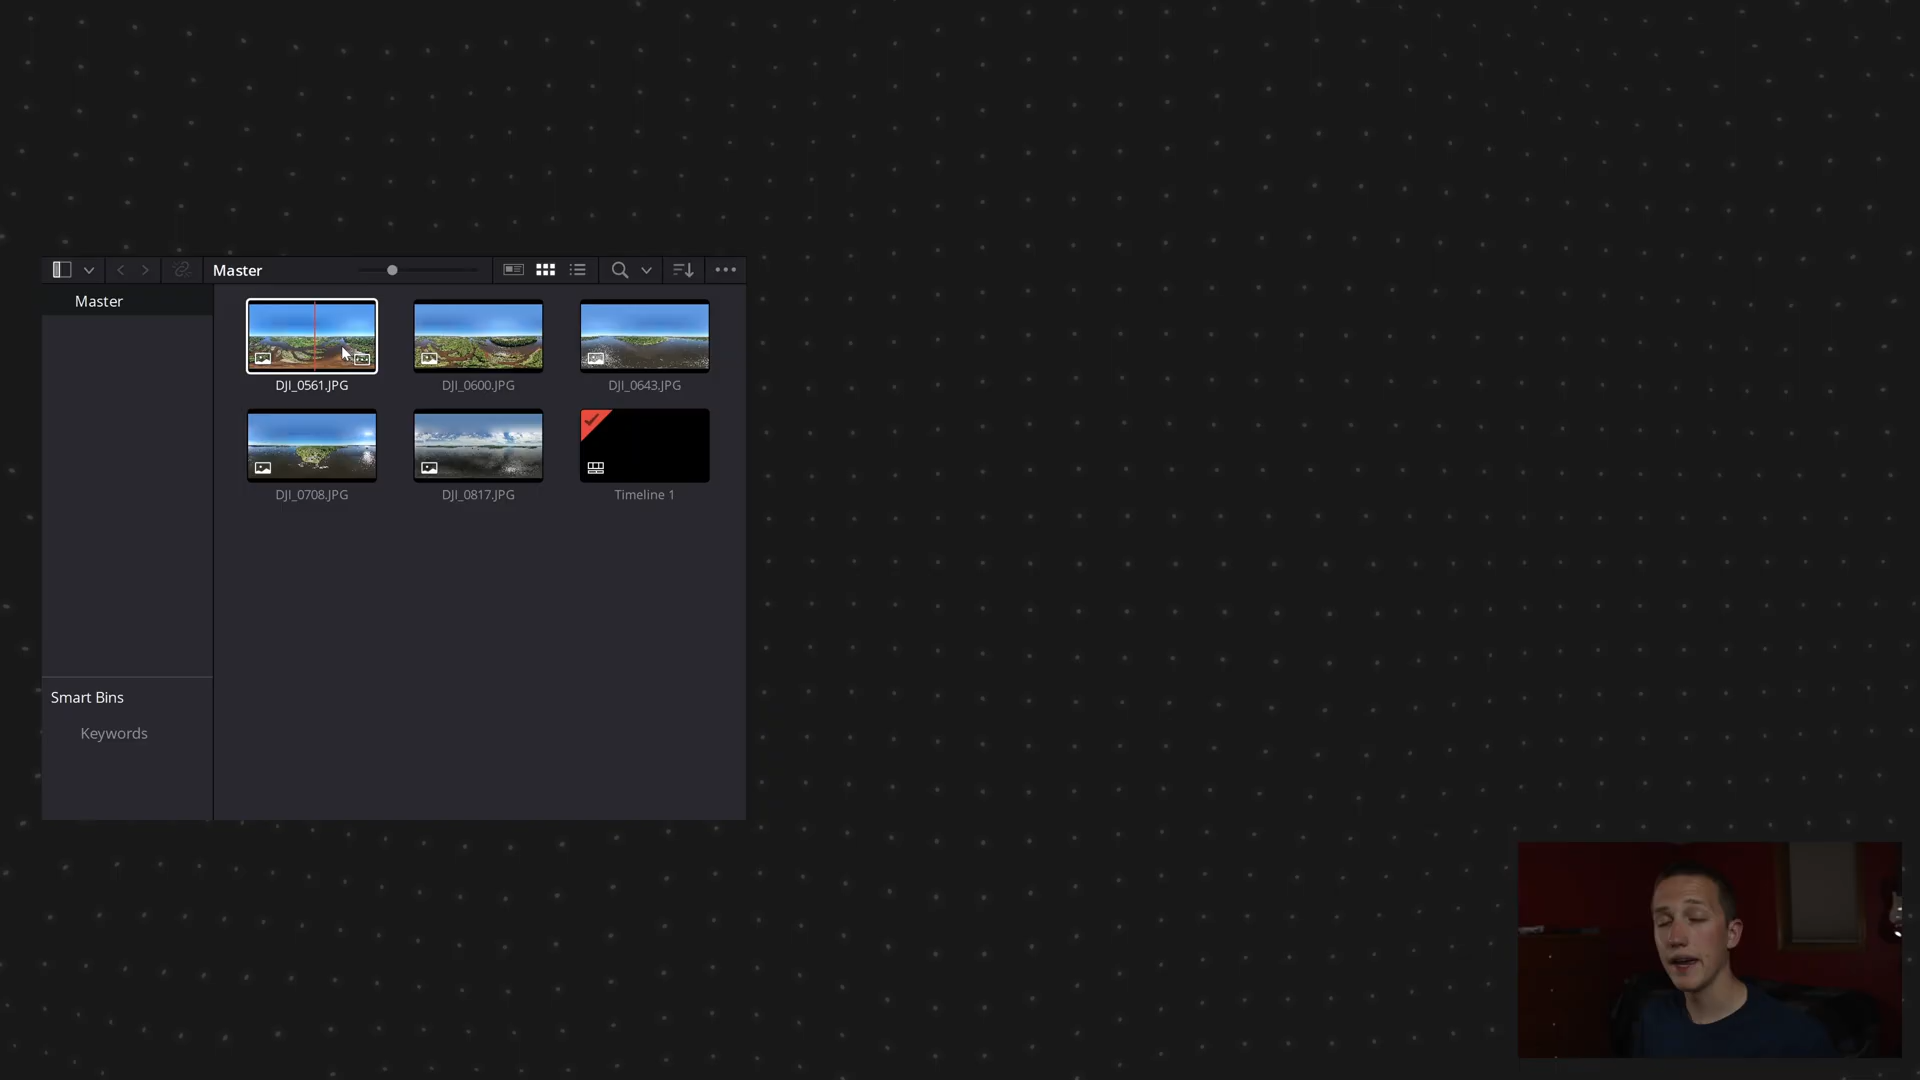 Master
Master
DJI_0561.JPG
DJI_0600.JPG
DJI_0643.JPG
DJI_0708.JPG
DJI_0817.JPG
Timeline 1
Smart Bins
Keywords